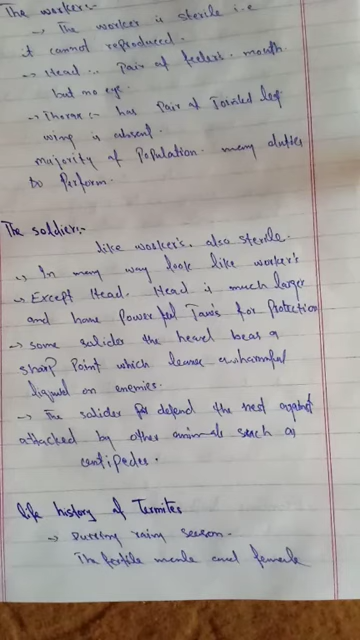 The workers:-
→ The worker is sterile i.e
it cannot reproduced.
→ Head :- Pair of feelers. mouth.
but no eye.
→ Thorax :- has Pair of Jointed leg
wing is absent.
majority of Population. many duties
to Perform.
The soldiers:-
like worker's. also sterile.
→ In many way look like worker's
→ Except Head. Head is much larger
and have Powerful Jaws for Protection
→ some salider the head bear a
sharp Point which leave harmful
liquid on enemies.
→ The salider defend the nest against
attacked by other animals such as
centipedes.
life history of Termites
→ During rainy season.
The fertile male and female